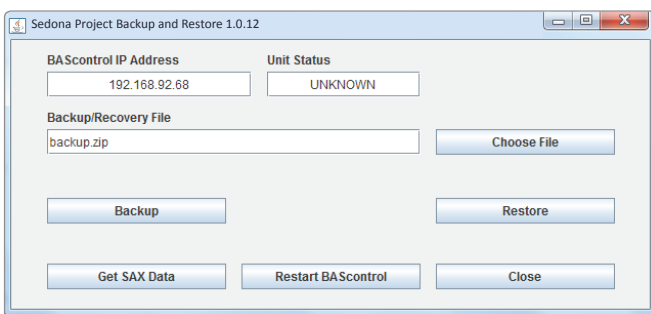 Sedona Project Backup and Restore 1.0.12
BAScontrol IP Address Unit Status
192.168.92.68 UNKNOWN
Backup/Recovery File
backup.zip Choose File
Backup Restore
Get SAX Data Restart BAScontrol Close